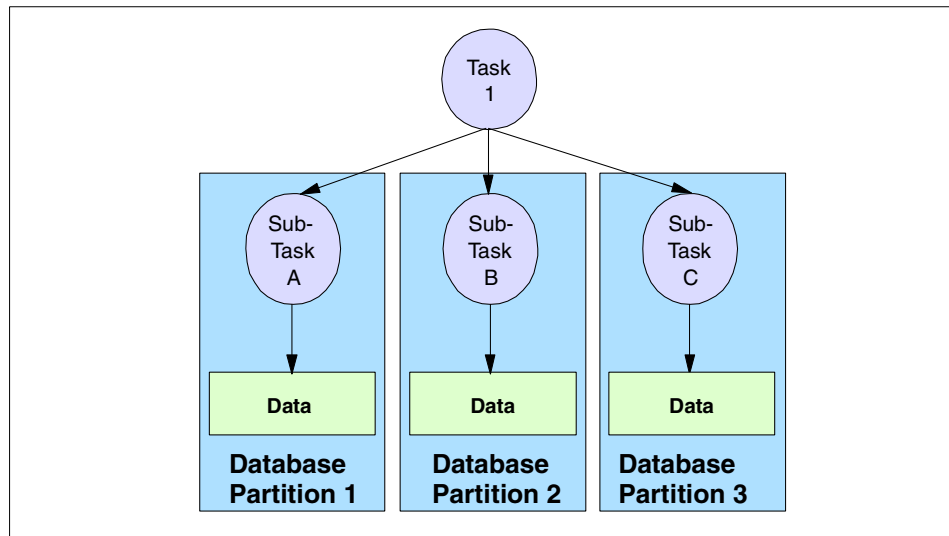 Task
1
Sub-
Task
A
Sub-
Task
B
Sub-
Task
C
Data
Data
Data
Database
Partition 1
Database
Partition 2
Database
Partition 3